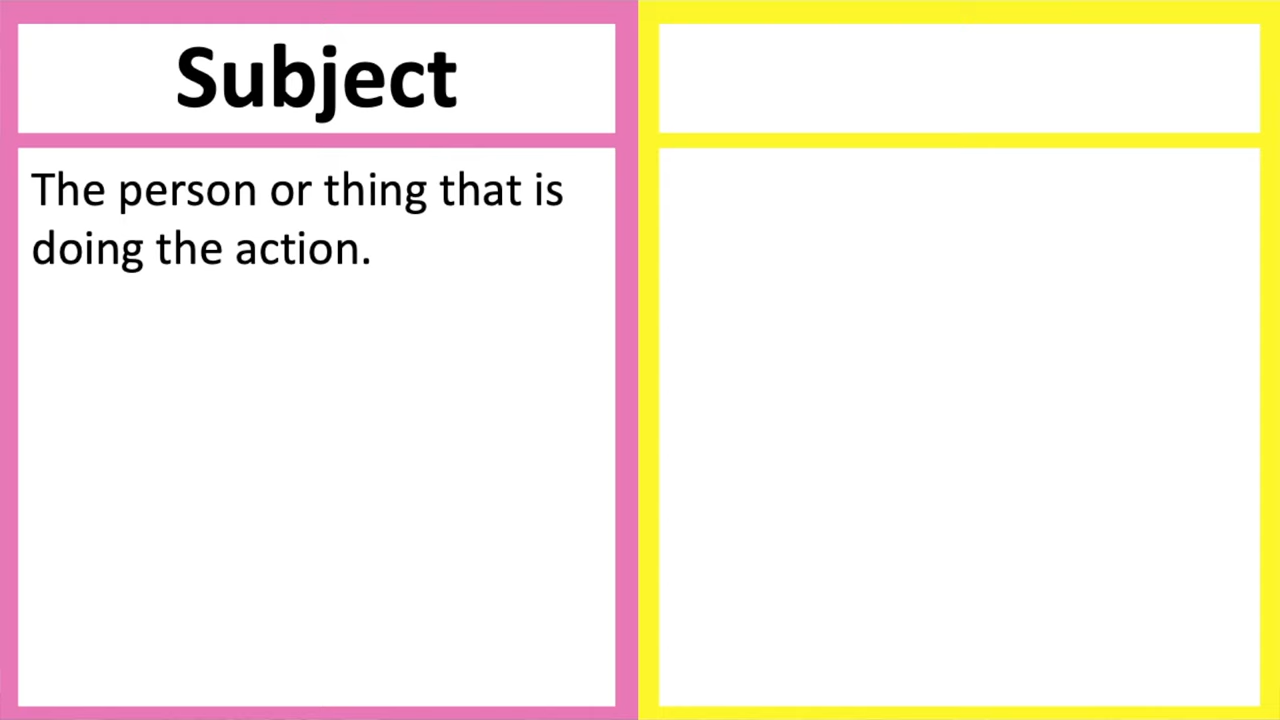 Subject
The person or thing that is
doing the action.